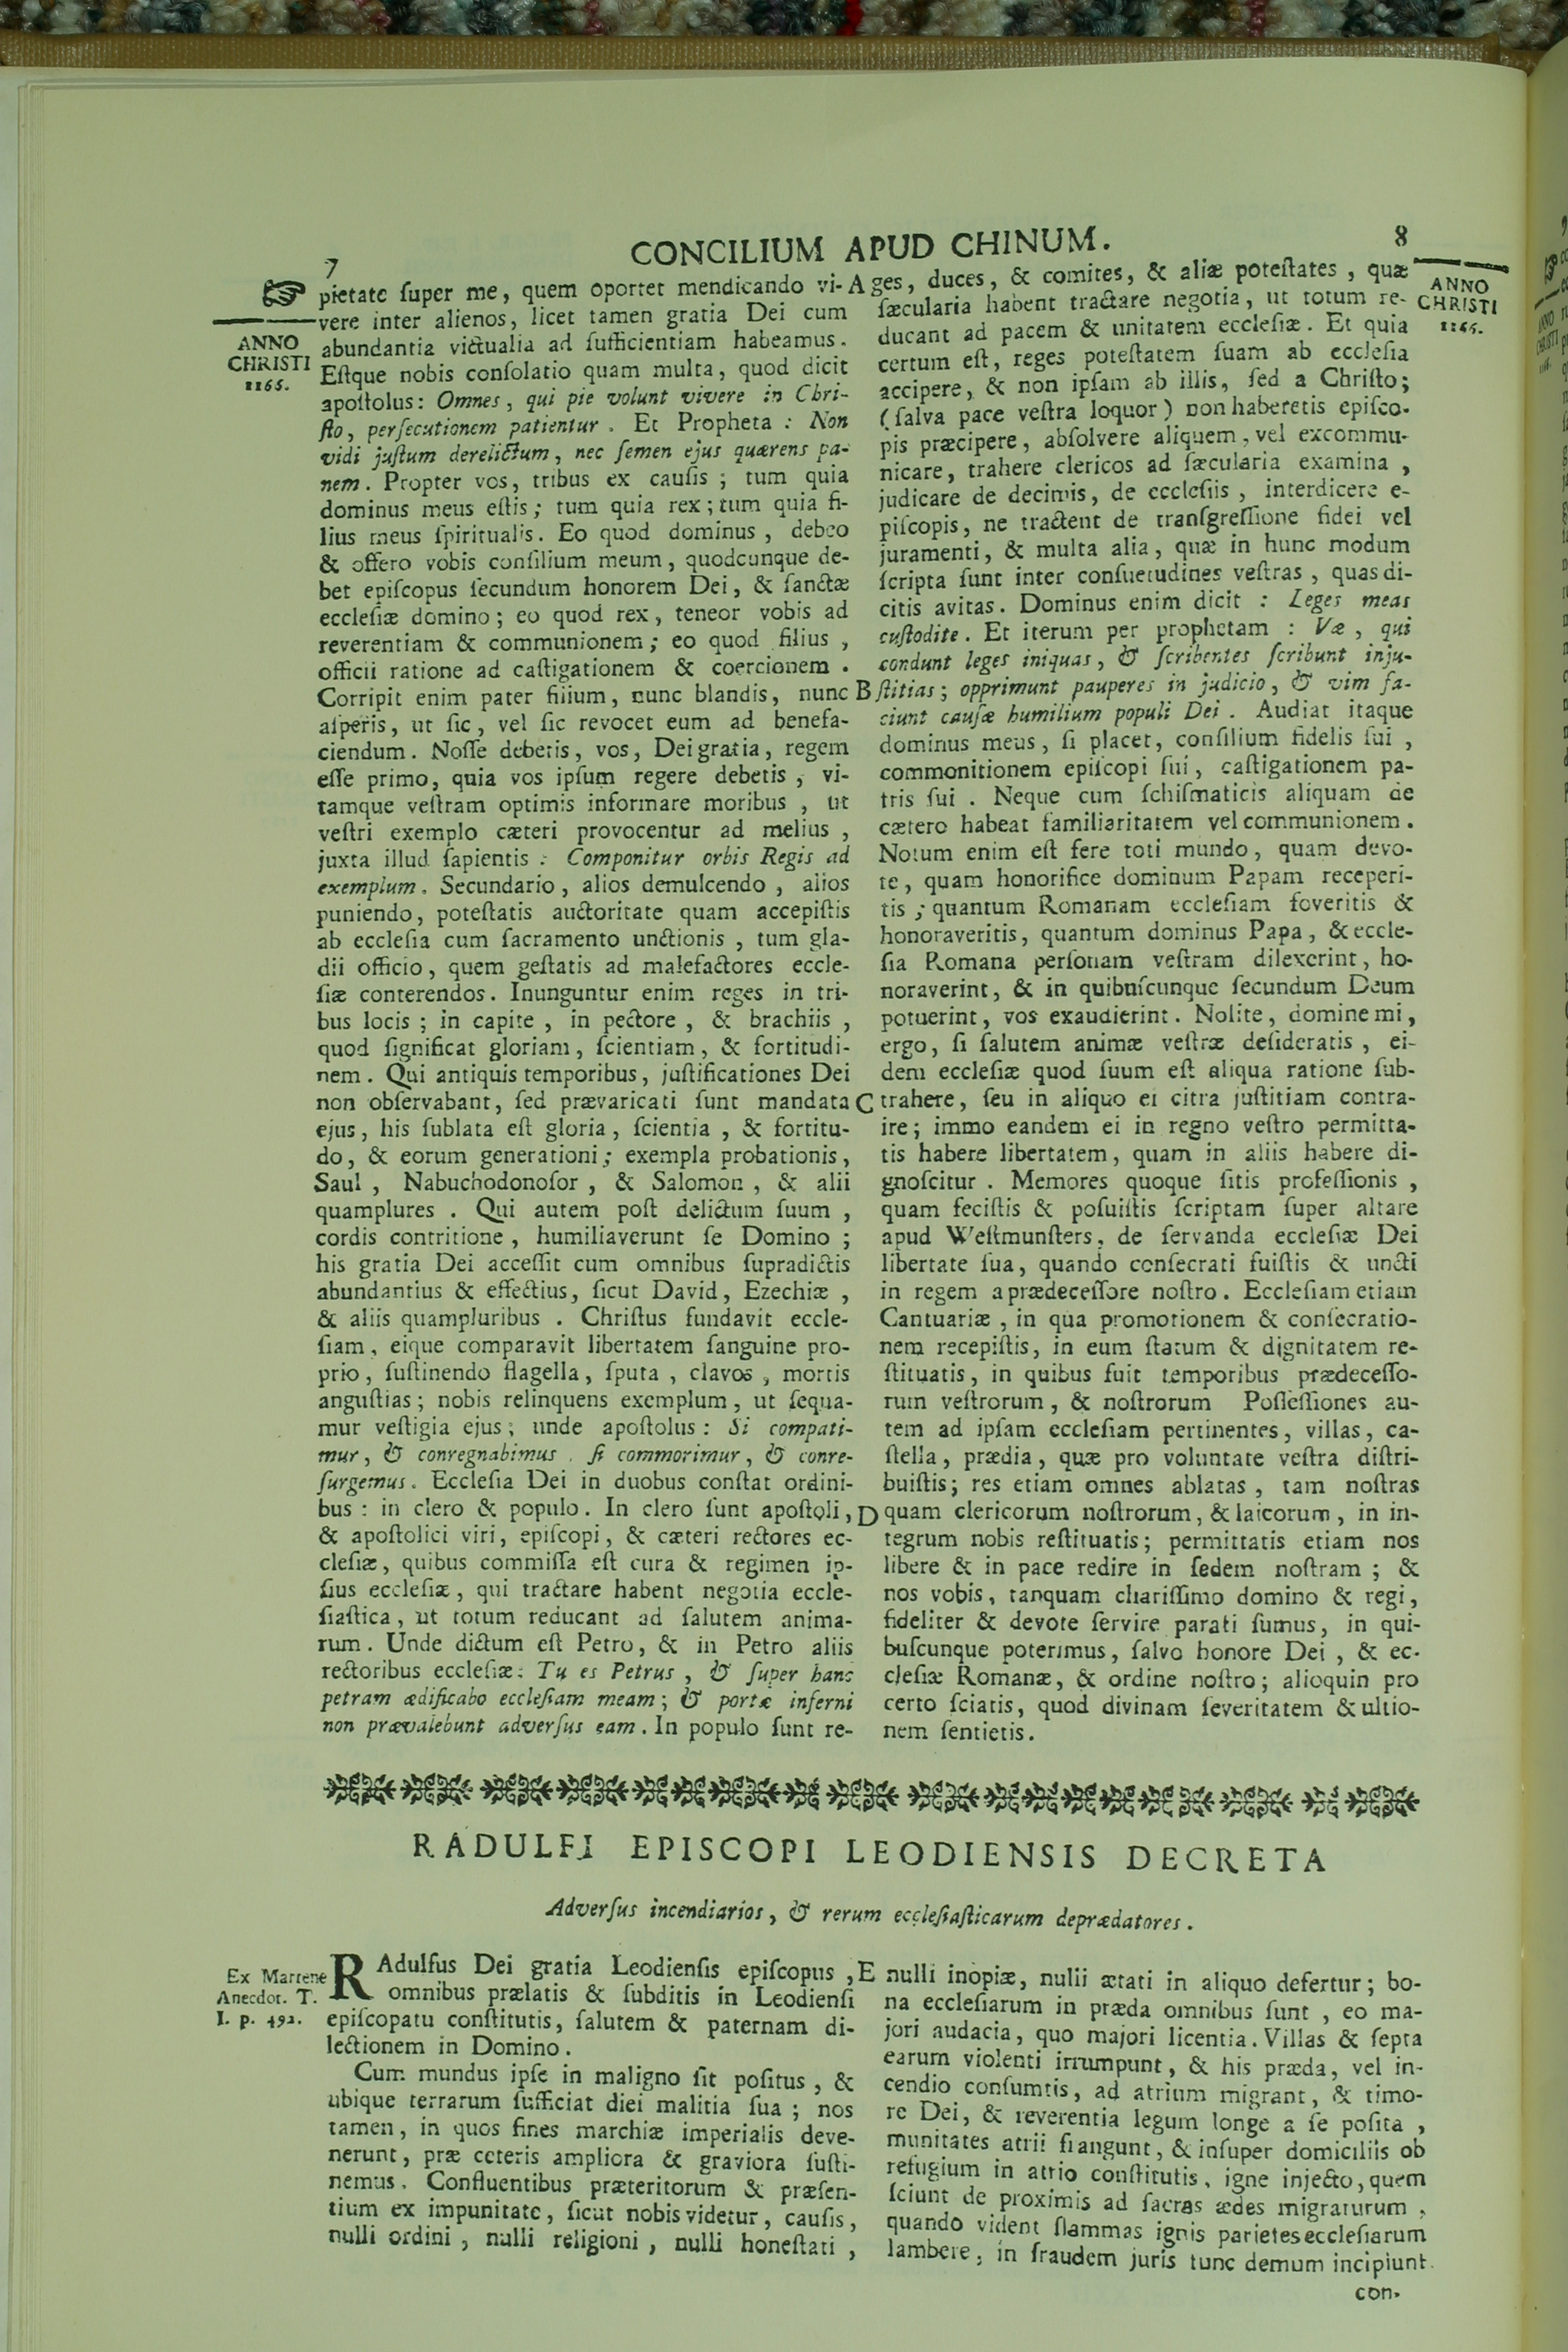 CONCILIUM APUD CHINUM.
7
8
☞
ANNO
CHRISTI
1165.
pietate ſuper me, quem oportet mendicando vi-
vere inter alienos, licet tamen gratia Dei cum
abundantia victualia ad ſufficientiam habeamus.
Eſtque nobis conſolatio quam multa, quod dicit
apoſtolus: Omnes, qui pie volunt vivere in Chri-
ſto, perſecutionem patientur. Et Propheta: Non
vidi juſtum derelictum, nec ſemen ejus quærens pa-
nem. Propter vos, tribus ex cauſis; tum quia
dominus meus eſtis; tum quia rex; tum quia fi-
lius meus ſpiritualis. Eo quod dominus, debeo
& offero vobis conſilium meum, quodcunque de-
bet epiſcopus ſecundum honorem Dei, & ſanctæ
eccleſiæ domino; eo quod rex, teneor vobis ad
reverentiam & communionem; eo quod filius,
officii ratione ad caſtigationem & coercionem.
Corripit enim pater filium, nunc blandis, nunc
aſperis, ut ſic, vel ſic revocet eum ad benefa-
ciendum. Noſſe debetis, vos, Dei gratia, regem
eſſe primo, quia vos ipſum regere debetis, vi-
tamque veſtram optimis informare moribus, ut
veſtri exemplo cæteri provocentur ad melius,
juxta illud ſapientis: Componitur orbis Regis ad
exemplum. Secundario, alios demulcendo, alios
puniendo, poteſtatis auctoritate quam accepiſtis
ab eccleſia cum ſacramento unctionis, tum gla-
dii officio, quem geſtatis ad malefactores eccle-
ſiæ conterendos. Inunguntur enim reges in tri-
bus locis; in capite, in pectore, & brachiis,
quod ſignificat gloriam, ſcientiam, & fortitudi-
nem. Qui antiquis temporibus, juſtificationes Dei
non obſervabant, ſed prævaricati ſunt mandata
ejus, his ſublata eſt gloria, ſcientia, & fortitu-
do, & eorum generationi; exempla probationis,
Saul, Nabuchodonoſor, & Salomon, & alii
quamplures. Qui autem poſt delictum ſuum,
cordis contritione, humiliaverunt ſe Domino;
his gratia Dei acceſſit cum omnibus ſupradictis
abundantius & effectius, ſicut David, Ezechiæ,
& aliis quampluribus. Chriſtus fundavit eccle-
ſiam, eique comparavit libertatem ſanguine pro-
prio, ſuſtinendo flagella, ſputa, clavos, mortis
anguſtias; nobis relinquens exemplum, ut ſequa-
mur veſtigia ejus; unde apoſtolus: Si compati-
mur, & conregnabimus. ſi commorimur, & conre-
ſurgemus. Eccleſia Dei in duobus conſtat ordini-
bus: in clero & populo. In clero ſunt apoſtoli,
& apoſtolici viri, epiſcopi, & cæteri rectores ec-
cleſiæ, quibus commiſſa eſt cura & regimen ip-
ſius eccleſiæ, qui tractare habent negotia eccle-
ſiaſtica, ut totum reducant ad ſalutem anima-
rum. Unde dictum eſt Petro, & in Petro aliis
rectoribus eccleſiæ: Tu es Petrus, & ſuper hanc
petram ædificabo eccleſiam meam; & portæ inferni
non prævalebunt adverſus eam. In populo ſunt re-
A
B
C
D
ges, duces, & comites, & aliæ poteſtates, quæ
ſæcularia habent tractare negotia, ut totum re-
ducant ad pacem & unitatem eccleſiæ. Et quia
certum eſt, reges poteſtatem ſuam ab eccleſia
accipere, & non ipſam ab illis, ſed a Chriſto;
(ſalva pace veſtra loquor) non haberetis epiſco-
pis præcipere, abſolvere aliquem, vel excommu-
nicare, trahere clericos ad ſæcularia examina,
judicare de decimis, de eccleſiis, interdicere e-
piſcopis, ne tractent de tranſgreſſione fidei vel
juramenti, & multa alia, quæ in hunc modum
ſcripta ſunt inter conſuetudines veſtras, quas di-
citis avitas. Dominus enim dicit: Leges meas
cuſtodite. Et iterum per prophetam: Væ, qui
condunt leges iniquas, & ſcribentes ſcribunt inju-
ſtitias; opprimunt pauperes in judicio, & vim fa-
ciunt cauſæ humilium populi Dei. Audiat itaque
dominus meus, ſi placet, conſilium fidelis ſui,
commonitionem epiſcopi ſui, caſtigationem pa-
tris ſui. Neque cum ſchiſmaticis aliquam de
cætero habeat familiaritatem vel communionem.
Notum enim eſt fere toti mundo, quam devo-
te, quam honorifice dominum Papam receperi-
tis; quantum Romanam eccleſiam foveritis &
honoraveritis, quantum dominus Papa, & eccle-
ſia Romana perſonam veſtram dilexerint, ho-
noraverint, & in quibuſcunque ſecundum Deum
potuerint, vos exaudierint. Nolite, domine mi,
ergo, ſi ſalutem animæ veſtræ deſideratis, ei-
dem eccleſiæ quod ſuum eſt aliqua ratione ſub-
trahere, ſeu in aliquo ei citra juſtitiam contra-
ire; immo eandem ei in regno veſtro permitta-
tis habere libertatem, quam in aliis habere di-
gnoſcitur. Memores quoque ſitis profeſſionis,
quam feciſtis & poſuiſtis ſcriptam ſuper altare
apud Weſtmunſters, de ſervanda eccleſiæ Dei
libertate ſua, quando conſecrati fuiſtis & uncti
in regem a prædeceſſore noſtro. Eccleſiam etiam
Cantuariæ, in qua promotionem & conſecratio-
nem recepiſtis, in eum ſtatum & dignitatem re-
ſtituatis, in quibus fuit temporibus prædeceſſo-
rum veſtrorum, & noſtrorum Poſſeſſiones au-
tem ad ipſam eccleſiam pertinentes, villas, ca-
ſtella, prædia, quæ pro voluntate veſtra diſtri-
buiſtis; res etiam omnes ablatas, tam noſtras
quam clericorum noſtrorum, & laicorum, in in-
tegrum nobis reſtituatis; permittatis etiam nos
libere & in pace redire in ſedem noſtram; &
nos vobis, tanquam chariſſimo domino & regi,
fideliter & devote ſervire parati ſumus, in qui-
buſcunque poterimus, ſalvo honore Dei, & ec-
cleſiæ Romanæ, & ordine noſtro; alioquin pro
certo ſciatis, quod divinam ſeveritatem & ultio-
nem ſentietis.
ANNO
CHRISTI
1165.
RADULFI EPISCOPI LEODIENSIS DECRETA
Adverſus incendiarios, & rerum eccleſiaſticarum deprædatores.
Ex Martene
Anecdot. T.
I. p. 492.
RAdulfus Dei gratia Leodienſis epiſcopus,
omnibus prælatis & ſubditis in Leodienſi
epiſcopatu conſtitutis, ſalutem & paternam di-
lectionem in Domino.
Cum mundus ipſe in maligno ſit poſitus, &
ubique terrarum ſufficiat diei malitia ſua; nos
tamen, in quos fines marchiæ imperialis deve-
nerunt, præ ceteris ampliora & graviora ſuſti-
nemus. Confluentibus præteritorum & præſen-
tium ex impunitate, ſicut nobis videtur, cauſis,
nulli ordini, nulli religioni, nulli honeſtati,
E
nulli inopiæ, nulli ætati in aliquo defertur; bo-
na eccleſiarum in præda omnibus ſunt, eo ma-
jori audacia, quo majori licentia. Villas & ſepta
earum violenti irrumpunt, & his præda, vel in-
cendio conſumtis, ad atrium migrant, & timo-
re Dei, & reverentia legum longe a ſe poſita,
munitates atrii frangunt, & inſuper domiciliis ob
refugium in atrio conſtitutis, igne injecto, quem
ſciunt de proximis ad ſacras ædes migraturum,
quando vident flammas ignis parietes eccleſiarum
lambere, in fraudem juris tunc demum incipiunt
con-